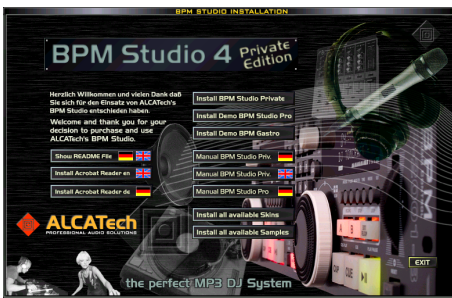 BPM STUDIO INSTALLATION
BPM Studio 4 Private Edition
Herzlich Willkommen und vielen Dank daß
Sie sich für den Einsatz von ALCATech's
BPM Studio entschieden haben.
Welcome and thank you for your
decision to purchase and use
ALCATech's BPM Studio.
Show README File
Install Acrobat Reader en
Install Acrobat Reader de
Install BPM Studio Private
Install Demo BPM Studio Pro
Install Demo BPM Gastro
Manual BPM Studio Priv.
Manual BPM Studio Priv.
Manual BPM Studio Pro
Install all available Skins
Install all available Samples
ALCATech
PROFESSIONAL AUDIO SOLUTIONS
CUP
CUE
EXIT
the perfect MP3 DJ System